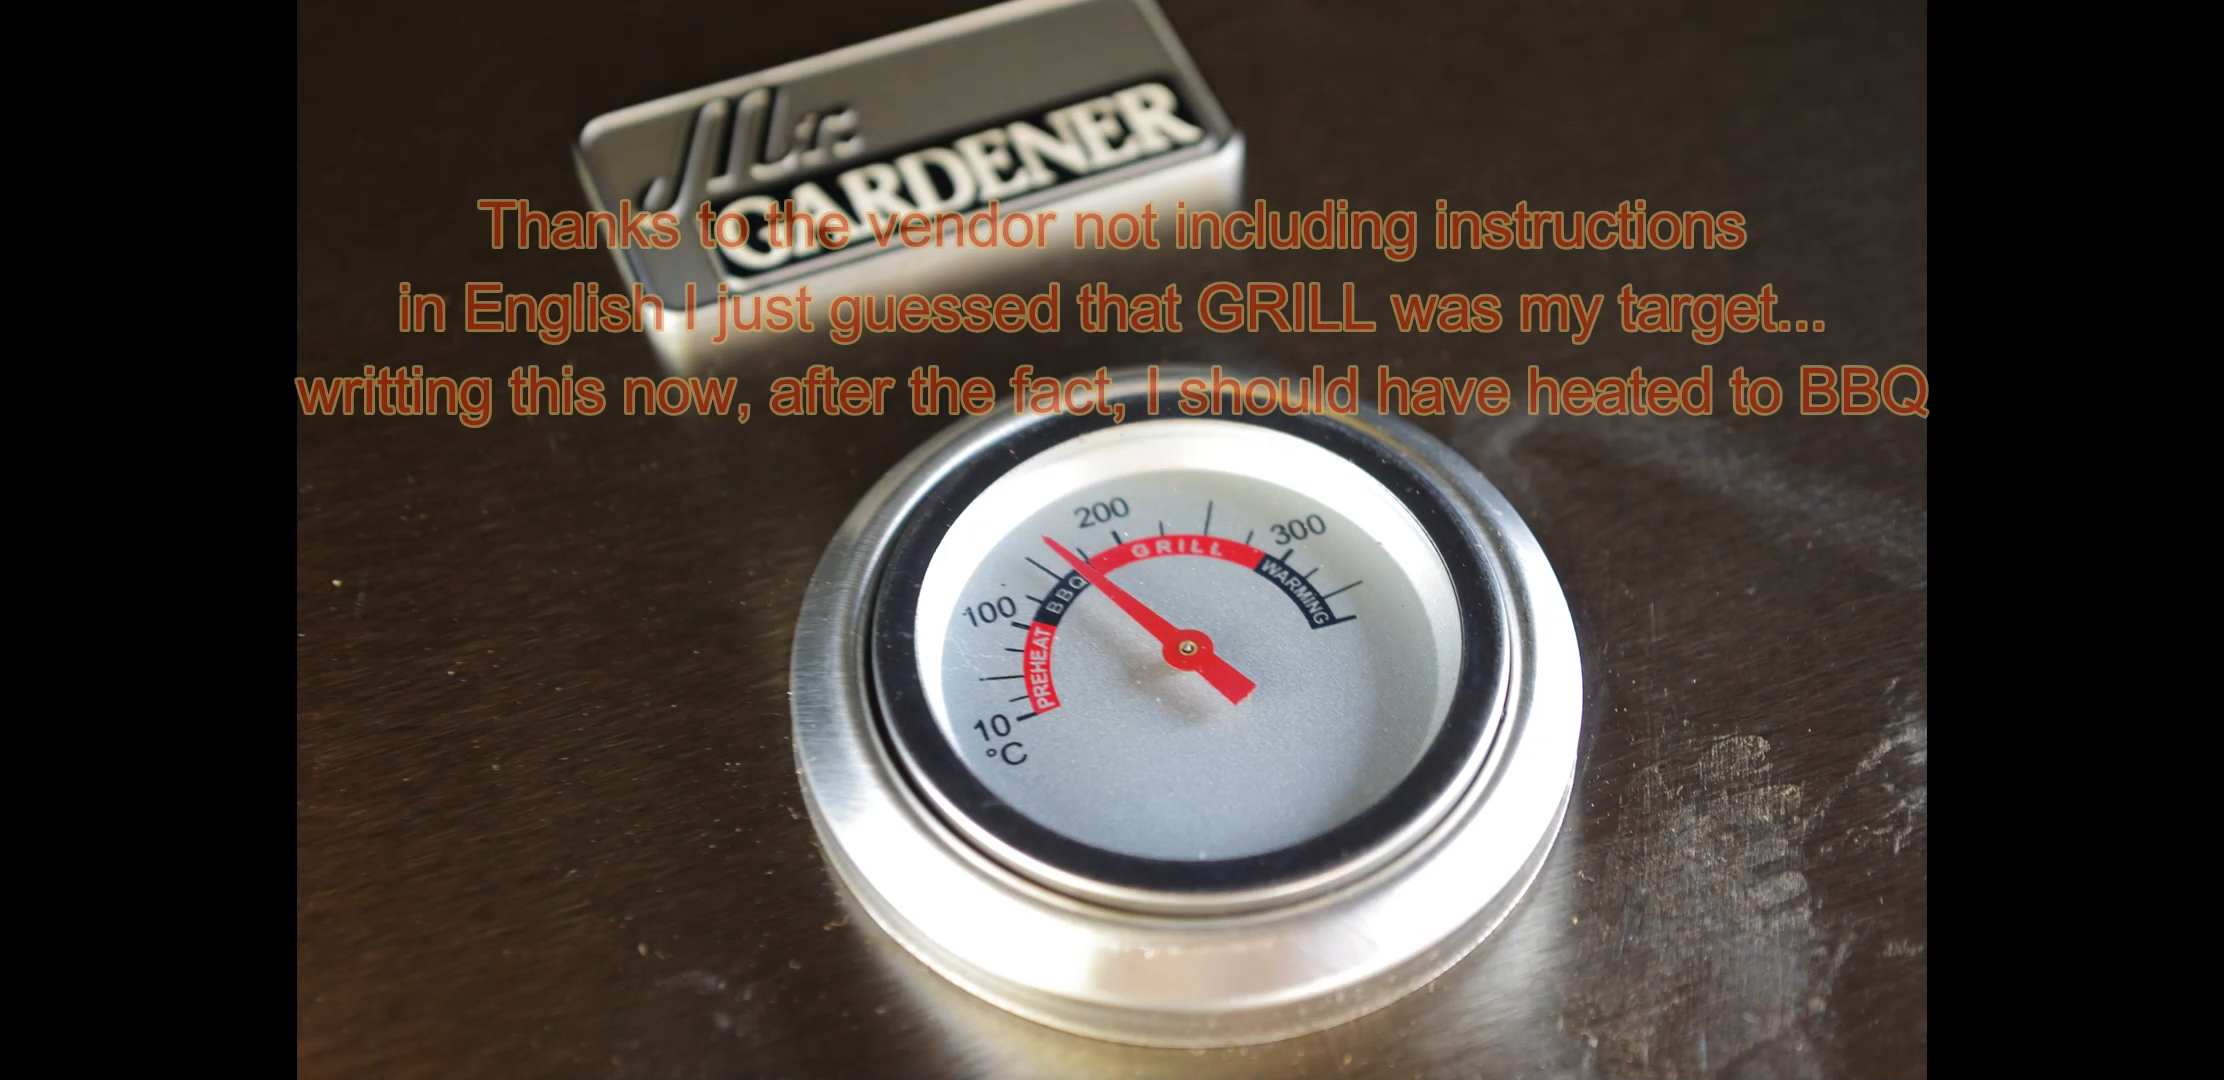 Mr.
GARDENER
Thanks to the vendor not including instructions
in English I just guessed that GRILL was my target...
writting this now, after the fact, I should have heated to BBQ
200
300
GRILL
WARMING
100
BBQ
PREHEAT
10
°C